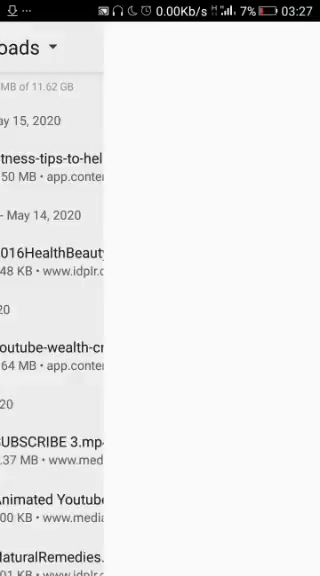 0.00Kb/s 7% 03:27
oads
MB of 11.62 GB
ay 15, 2020
tness-tips-to-hel
50 MB • app.conte
- May 14, 2020
016HealthBeaut
48 KB • www.idplr.c
20
outube-wealth-cr
64 MB • app.conte
20
UBSCRIBE 3.mp
.37 MB • www.med
Animated Youtube
00 KB • www.media
NaturalRemedies.
01 KB • www.idplr.c